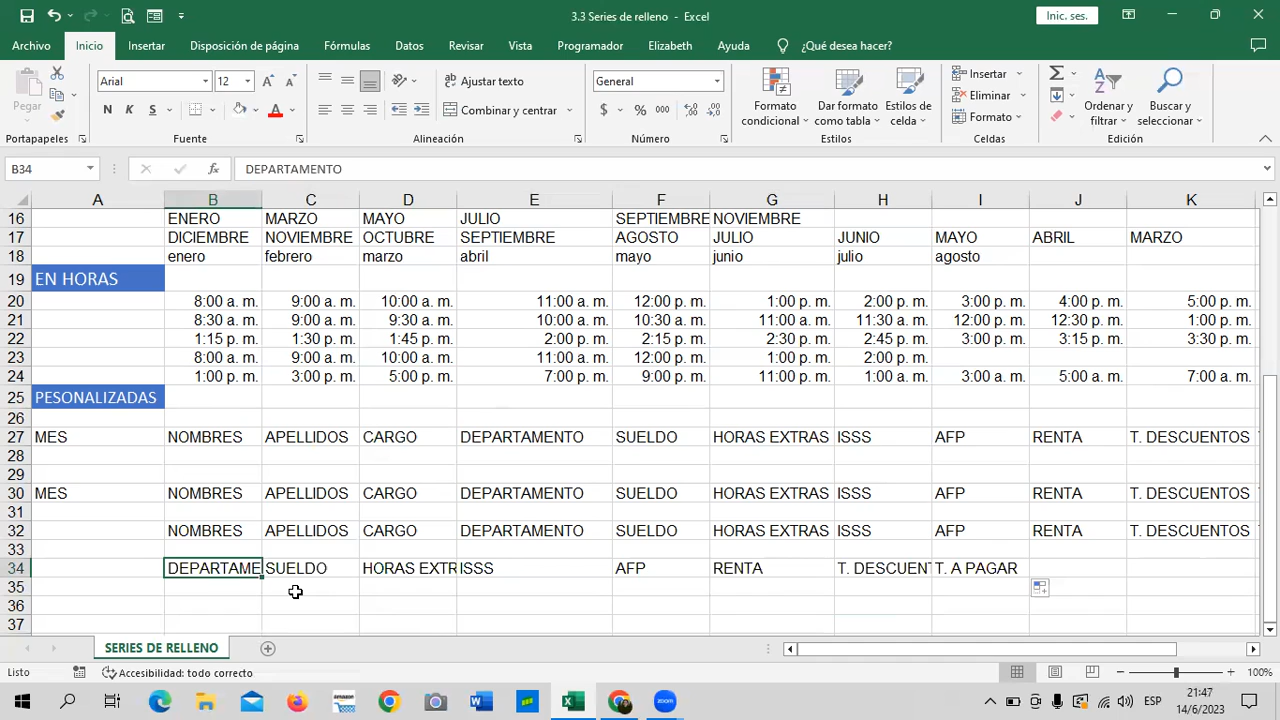 3.3 Series de relleno - Excel
Inic. ses.
Archivo Inicio Insertar Disposición de página Fórmulas Datos Revisar Vista Programador Elizabeth Ayuda ¿Qué desea hacer?
Pegar
Arial 12
Ajustar texto
General
Insertar
Eliminar
Formato
N K S
Combinar y centrar
$ % 000
Formato condicional
Dar formato como tabla
Estilos de celda
Ordenar y filtrar
Buscar y seleccionar
Portapapeles Fuente Alineación Número Estilos Celdas Edición
B34 fx DEPARTAMENTO
A B C D E F G H I J K
16 ENERO MARZO MAYO JULIO SEPTIEMBRE NOVIEMBRE
17 DICIEMBRE NOVIEMBRE OCTUBRE SEPTIEMBRE AGOSTO JULIO JUNIO MAYO ABRIL MARZO
18 enero febrero marzo abril mayo junio julio agosto
19 EN HORAS
20 8:00 a. m. 9:00 a. m. 10:00 a. m. 11:00 a. m. 12:00 p. m. 1:00 p. m. 2:00 p. m. 3:00 p. m. 4:00 p. m. 5:00 p. m.
21 8:30 a. m. 9:00 a. m. 9:30 a. m. 10:00 a. m. 10:30 a. m. 11:00 a. m. 11:30 a. m. 12:00 p. m. 12:30 p. m. 1:00 p. m.
22 1:15 p. m. 1:30 p. m. 1:45 p. m. 2:00 p. m. 2:15 p. m. 2:30 p. m. 2:45 p. m. 3:00 p. m. 3:15 p. m. 3:30 p. m.
23 8:00 a. m. 9:00 a. m. 10:00 a. m. 11:00 a. m. 12:00 p. m. 1:00 p. m. 2:00 p. m.
24 1:00 p. m. 3:00 p. m. 5:00 p. m. 7:00 p. m. 9:00 p. m. 11:00 p. m. 1:00 a. m. 3:00 a. m. 5:00 a. m. 7:00 a. m.
25 PESONALIZADAS
26
27 MES NOMBRES APELLIDOS CARGO DEPARTAMENTO SUELDO HORAS EXTRAS ISSS AFP RENTA T. DESCUENTOS
28
29
30 MES NOMBRES APELLIDOS CARGO DEPARTAMENTO SUELDO HORAS EXTRAS ISSS AFP RENTA T. DESCUENTOS
31
32 NOMBRES APELLIDOS CARGO DEPARTAMENTO SUELDO HORAS EXTRAS ISSS AFP RENTA T. DESCUENTOS
33
34 DEPARTAME SUELDO HORAS EXTR ISSS AFP RENTA T. DESCUENT T. A PAGAR
35
36
37
SERIES DE RELLENO
Listo Accesibilidad: todo correcto 100%
ESP
21:47
14/6/2023